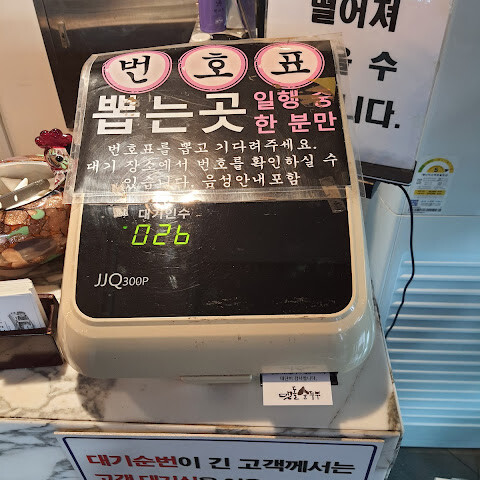 떨어져
수
니다.
번호표
뽑는곳
일행 중
한 분만
번호표를 뽑고 기다려주세요.
대기 장소에서 번호를 확인하실 수
있습니다. 음성안내포함
대기인수
026
JJQ300P
대기순번이 긴 고객께서는